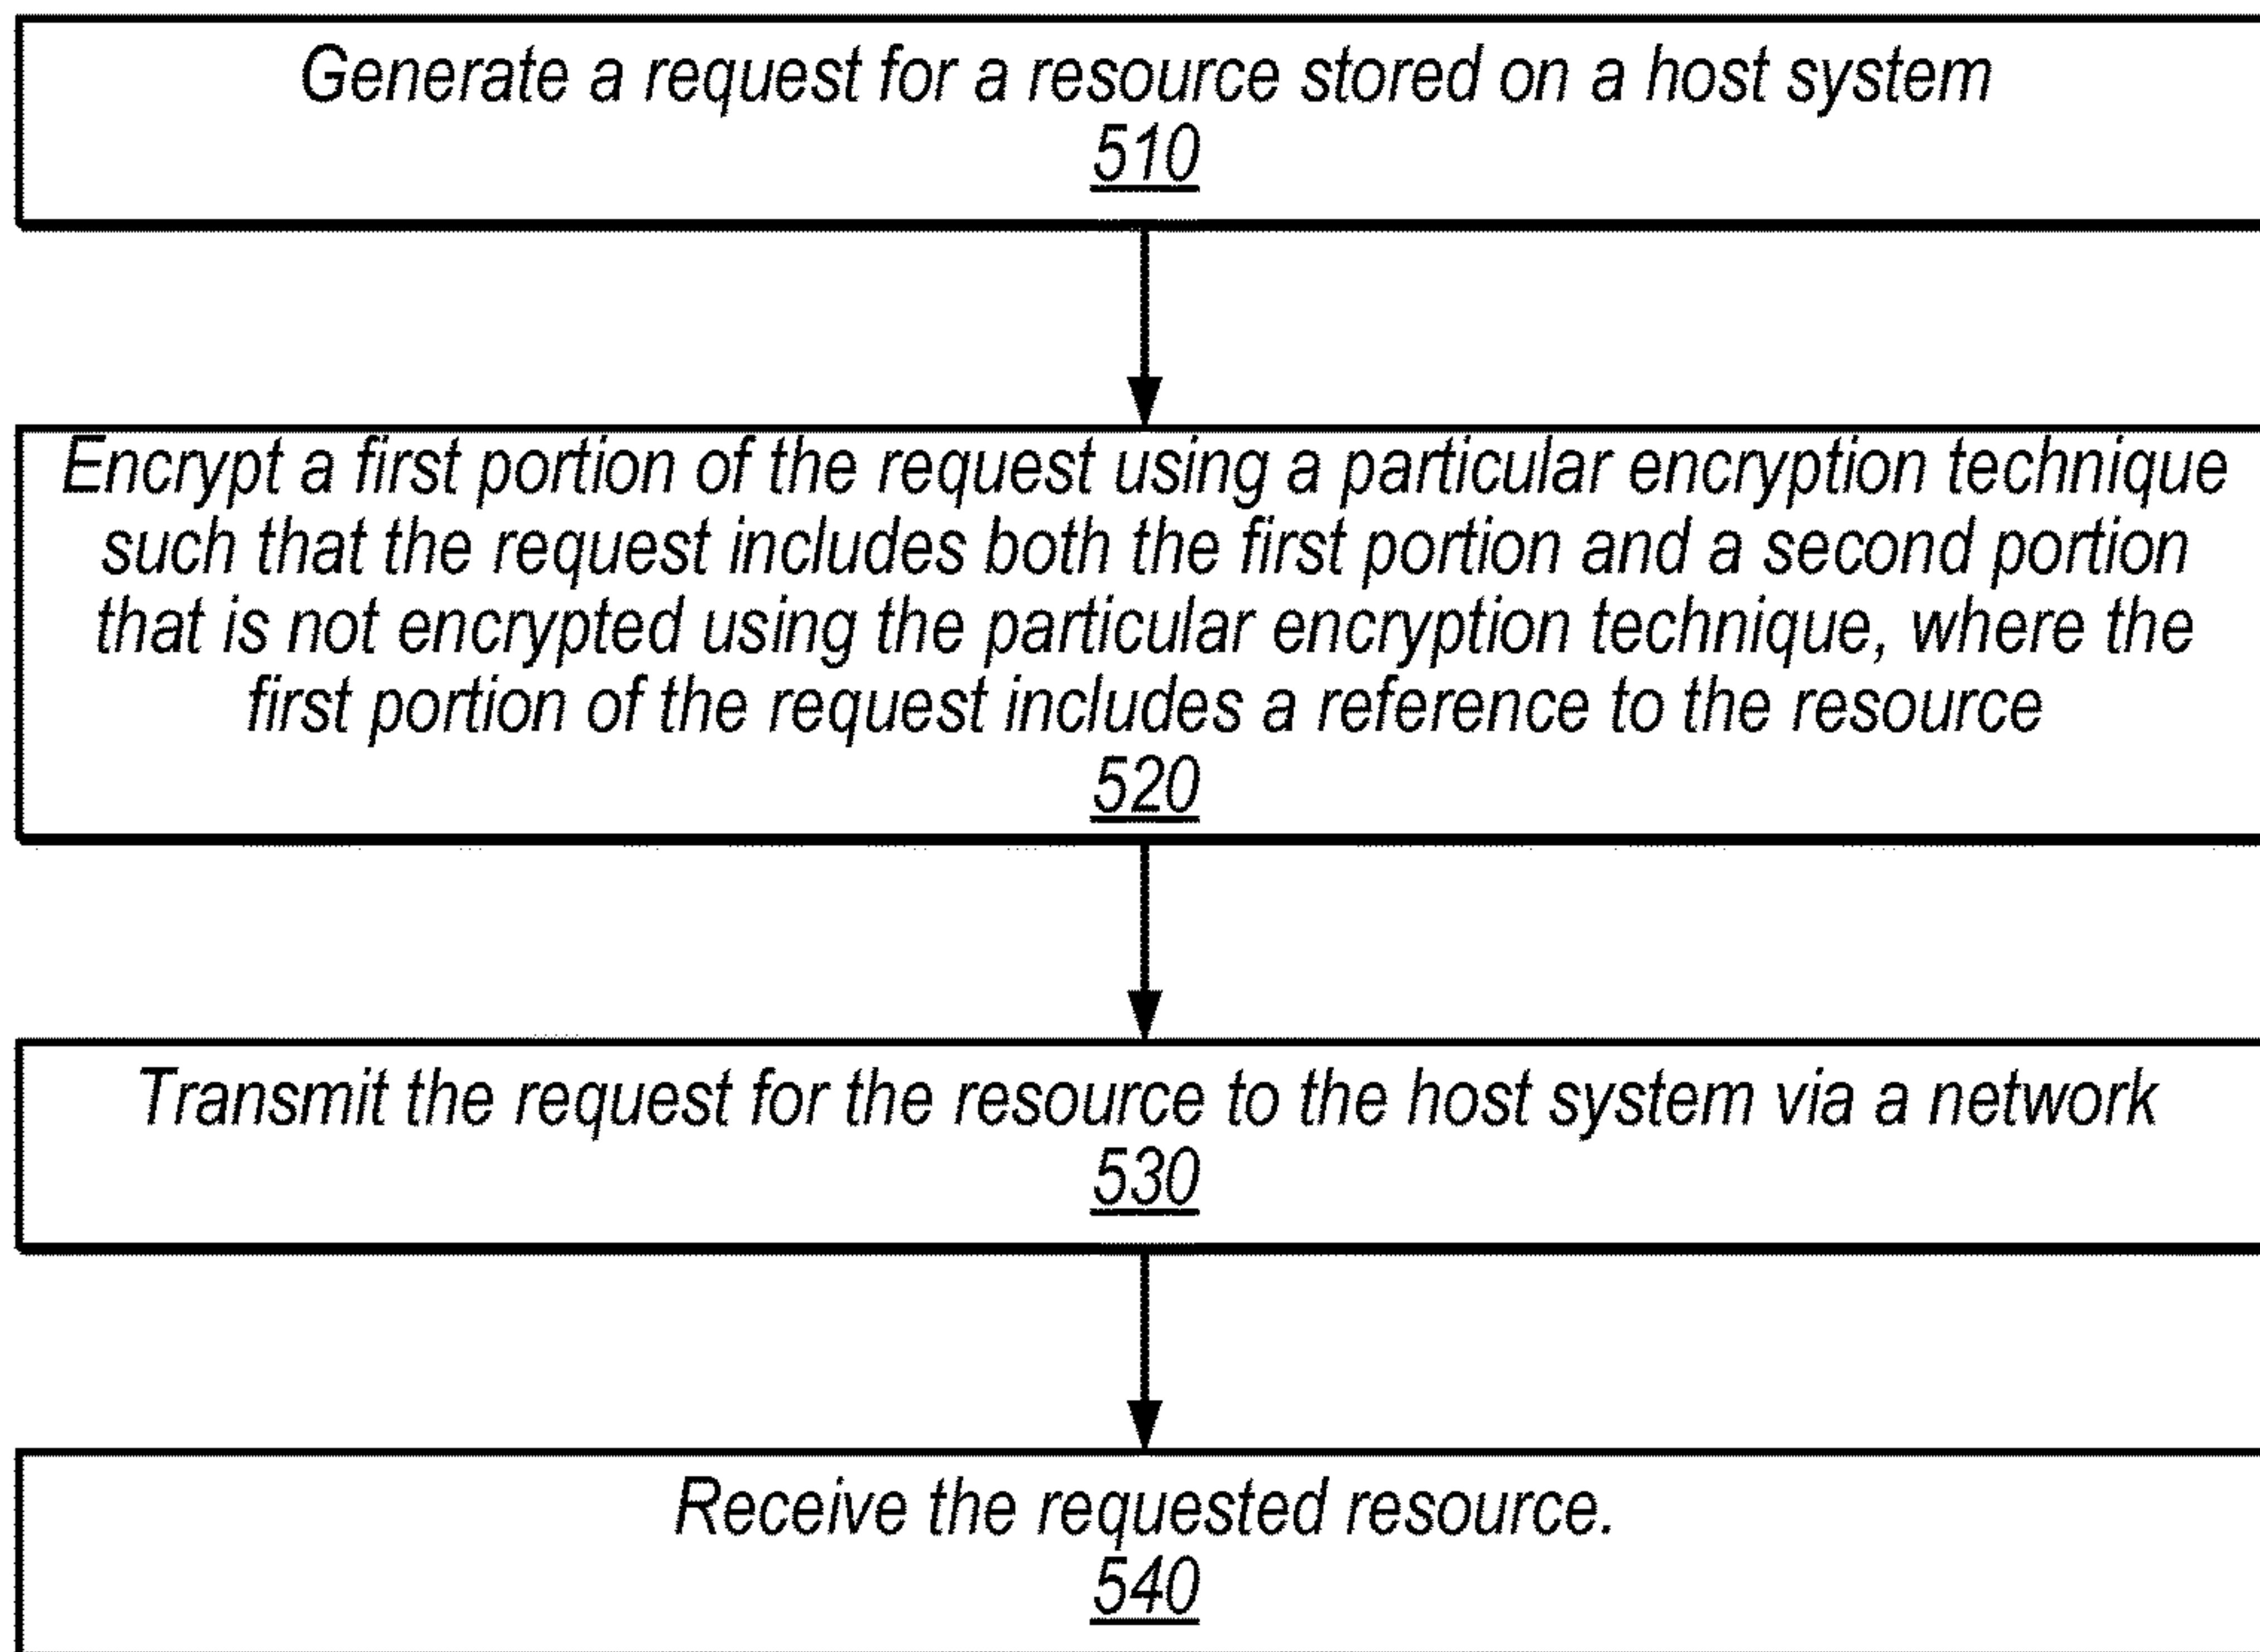 Generate a request for a resource stored on a host system
510
Encrypt a first portion of the request using a particular encryption technique
such that the request includes both the first portion and a second portion
that is not encrypted using the particular encryption technique, where the
first portion of the request includes a reference to the resource
520
Transmit the request for the resource to the host system via a network
530
Receive the requested resource.
540